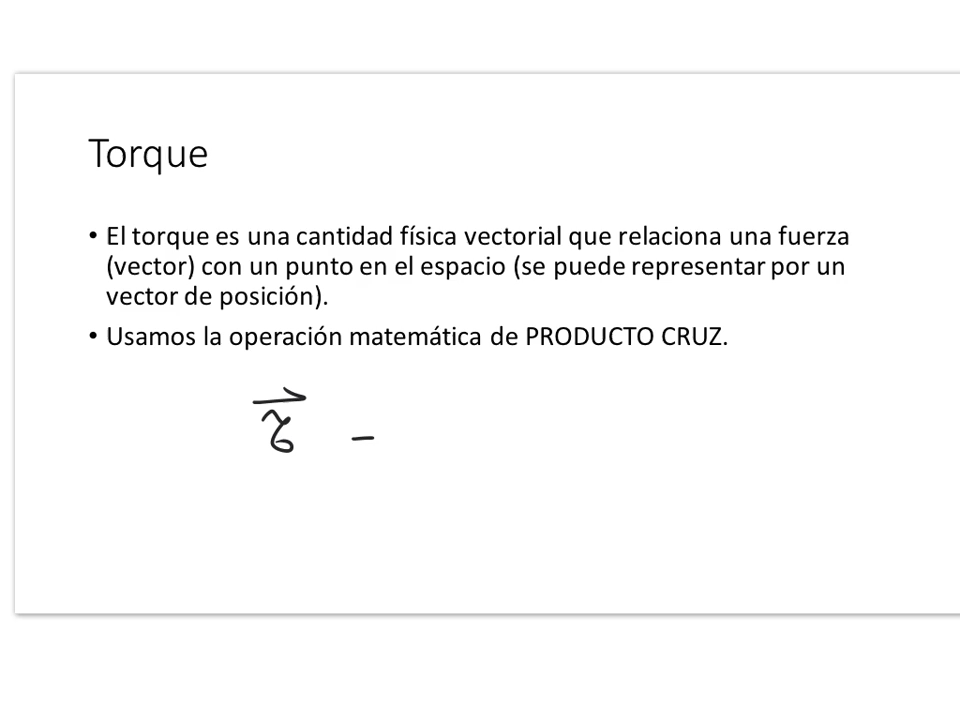 Torque
• El torque es una cantidad física vectorial que relaciona una fuerza
(vector) con un punto en el espacio (se puede representar por un
vector de posición).
• Usamos la operación matemática de PRODUCTO CRUZ.
τ⃗ -